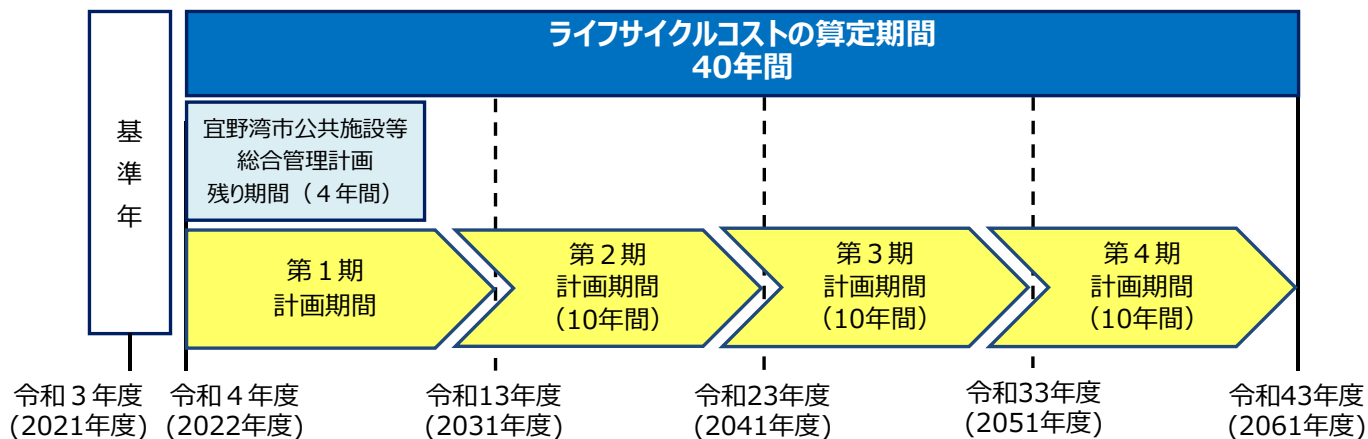 ライフサイクルコストの算定期間
40年間
基
準
年
宜野湾市公共施設等
総合管理計画
残り期間(４年間)
第１期
計画期間
第２期
計画期間
(10年間)
第３期
計画期間
(10年間)
第４期
計画期間
(10年間)
令和３年度
(2021年度)
令和４年度
(2022年度)
令和13年度
(2031年度)
令和23年度
(2041年度)
令和33年度
(2051年度)
令和43年度
(2061年度)